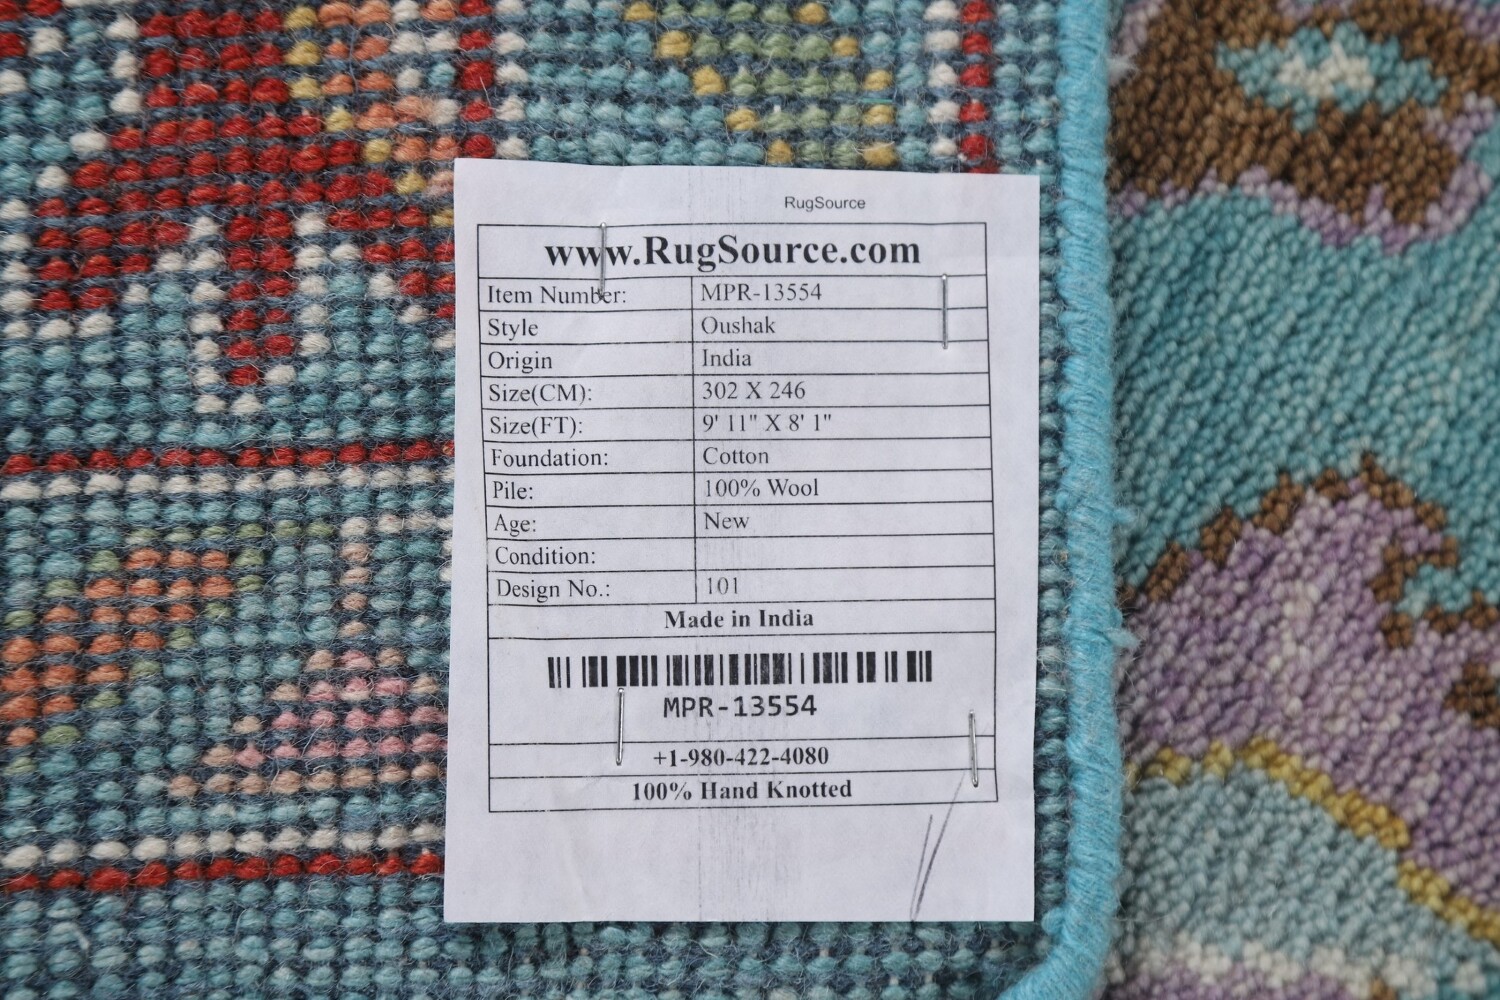 RugSource
www.RugSource.com
Item Number: MPR-13554
Style Oushak
Origin India
Size(CM): 302 X 246
Size(FT): 9' 11" X 8' 1"
Foundation: Cotton
Pile: 100% Wool
Age: New
Condition:
Design No.: 101
Made in India
MPR-13554
+1-980-422-4080
100% Hand Knotted